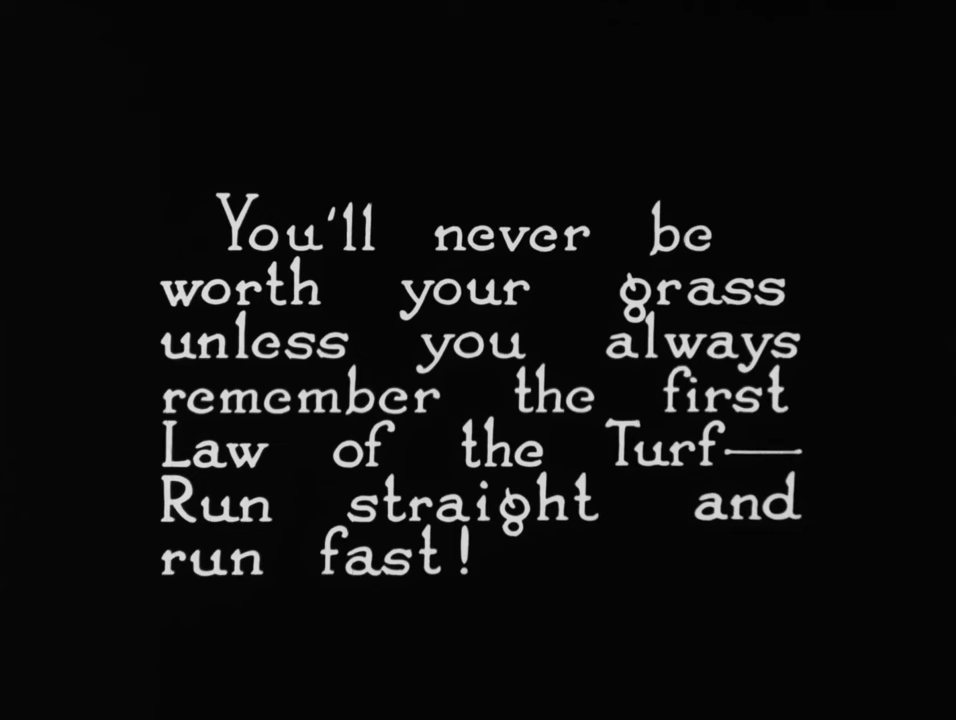 You'll never be
worth your grass
unless you always
remember the first
Law of the Turf—
Run straight and
run fast!